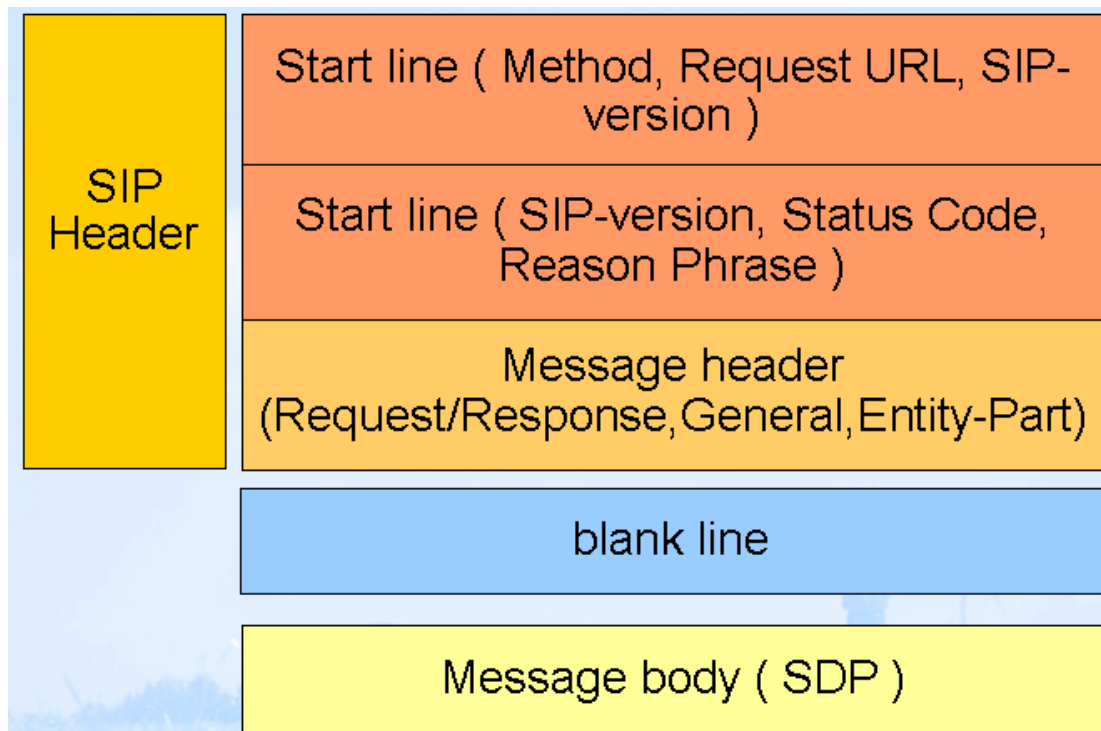 SIP
Header
Start line ( Method, Request URL, SIP-
version )
Start line ( SIP-version, Status Code,
Reason Phrase )
Message header
(Request/Response,General,Entity-Part)
blank line
Message body ( SDP )